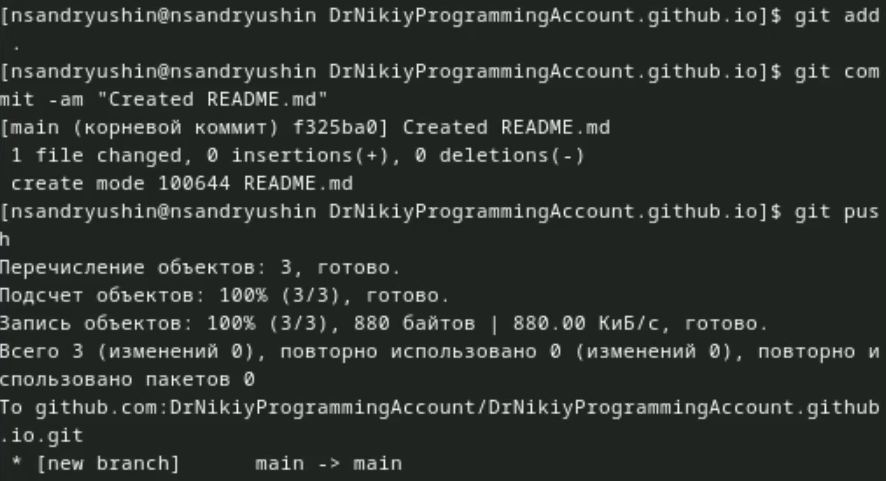 [nsandryushin@nsandryushin DrNikiyProgrammingAccount.github.io]$ git add
.
[nsandryushin@nsandryushin DrNikiyProgrammingAccount.github.io]$ git com
mit -am "Created README.md"
[main (корневой коммит) f325ba0] Created README.md
1 file changed, 0 insertions(+), 0 deletions(-)
create mode 100644 README.md
[nsandryushin@nsandryushin DrNikiyProgrammingAccount.github.io]$ git pus
h
Перечисление объектов: 3, готово.
Подсчет объектов: 100% (3/3), готово.
Запись объектов: 100% (3/3), 880 байтов | 880.00 КиБ/с, готово.
Всего 3 (изменений 0), повторно использовано 0 (изменений 0), повторно и
спользовано пакетов 0
To github.com:DrNikiyProgrammingAccount/DrNikiyProgrammingAccount.github
.io.git
* [new branch]      main -> main